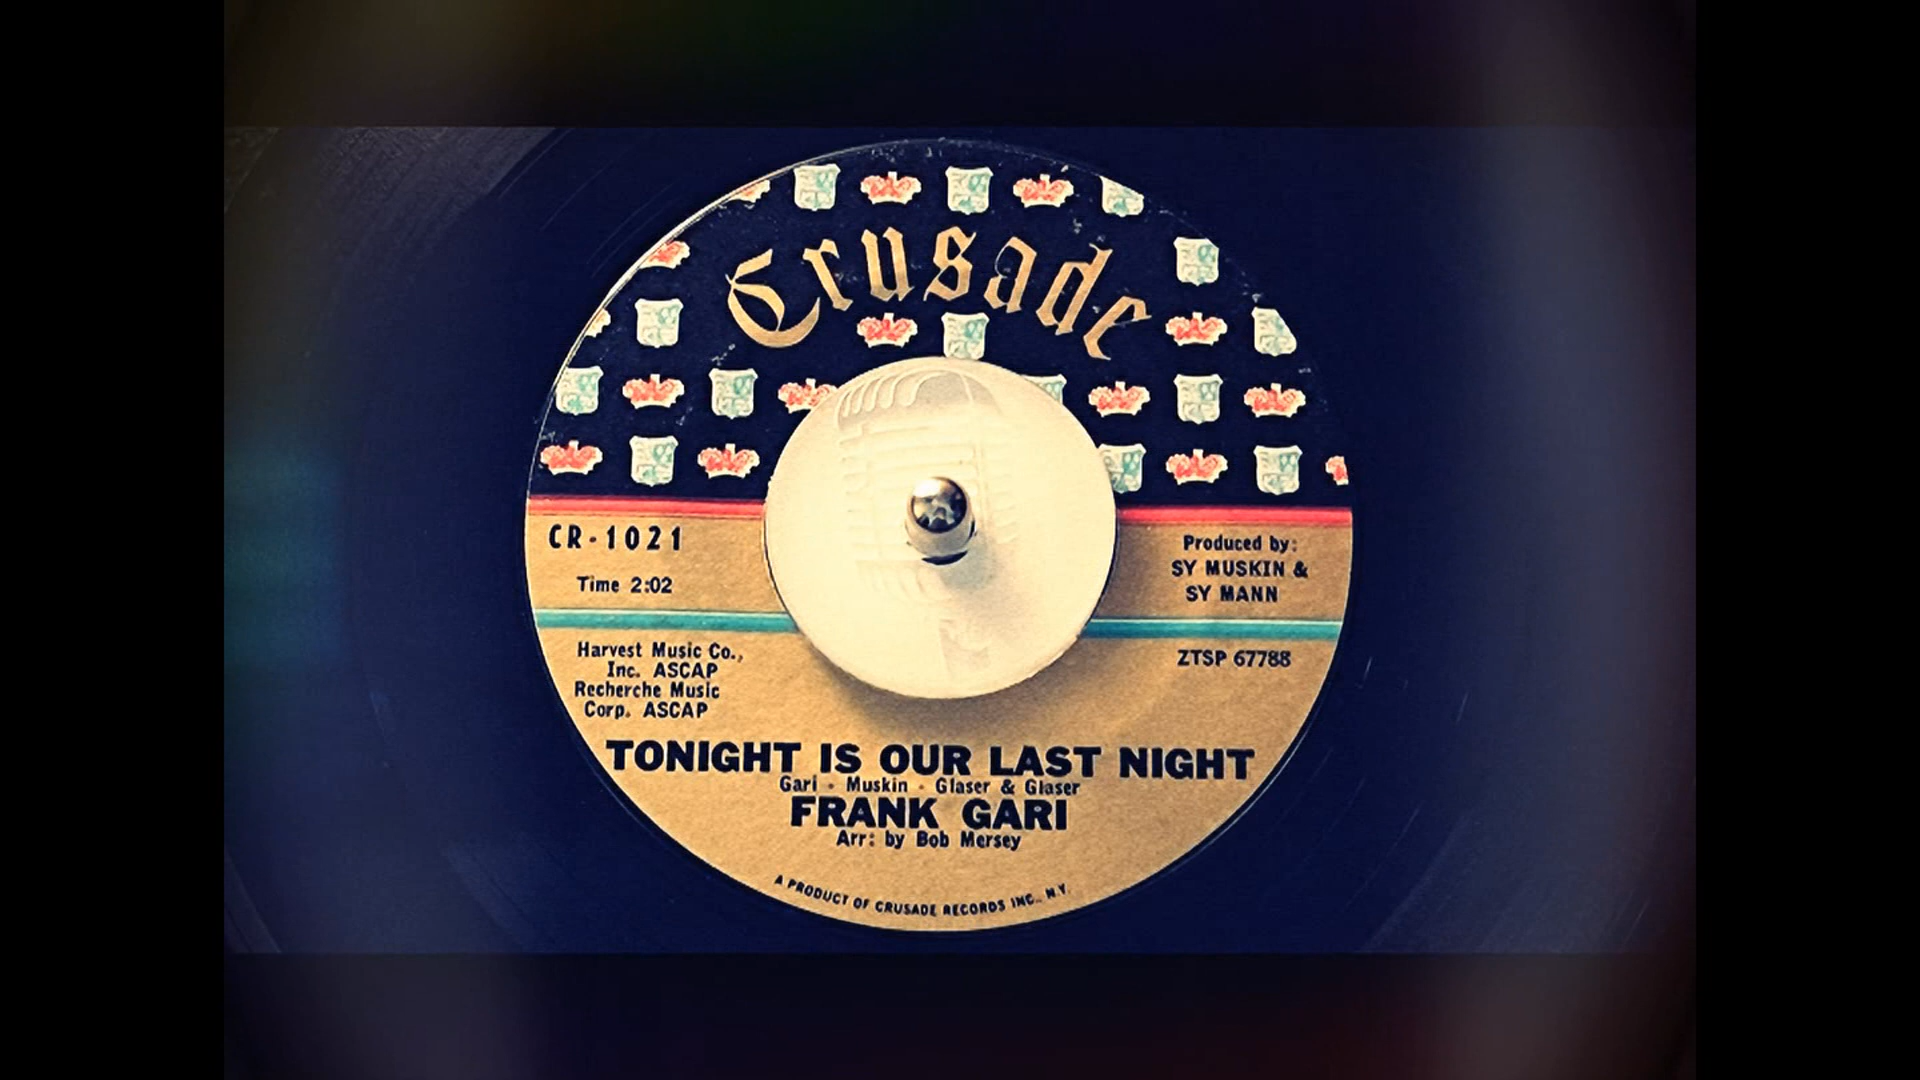 Crusade
CR-1021
Time 2:02
Produced by:
SY MUSKIN &
SY MANN
Harvest Music Co.,
Inc. ASCAP
Recherche Music
Corp. ASCAP
ZTSP 67788
TONIGHT IS OUR LAST NIGHT
Gari - Muskin - Glaser & Glaser
FRANK GARI
Arr: by Bob Mersey
A PRODUCT OF CRUSADE RECORDS INC., N.Y.